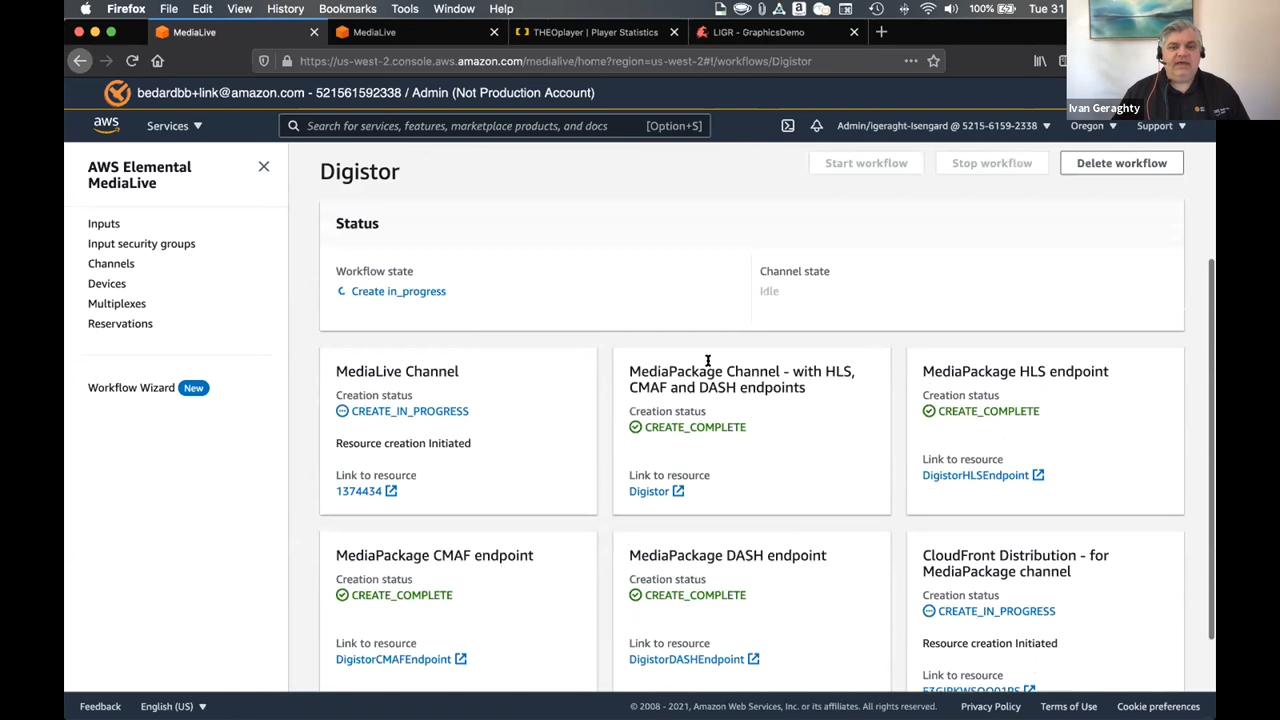 Firefox File Edit View History Bookmarks Tools Window Help 100% Tue 31
MediaLive MediaLive THEOplayer | Player Statistics LIGR - GraphicsDemo
https://us-west-2.console.aws.amazon.com/medialive/home?region=us-west-2#!/workflows/Digistor
bedardbb+link@amazon.com - 521561592338 / Admin (Not Production Account)
Ivan Geraghty
aws Services Search for services, features, marketplace products, and docs [Option+S] Admin/igeraght-Isengard @ 5215-6159-2338 Oregon Support
AWS Elemental
MediaLive
Inputs
Input security groups
Channels
Devices
Multiplexes
Reservations
Workflow Wizard New
Digistor
Start workflow Stop workflow Delete workflow
Status
Workflow state
Create in_progress
Channel state
Idle
MediaLive Channel
Creation status
CREATE_IN_PROGRESS
Resource creation Initiated
Link to resource
1374434
MediaPackage Channel - with HLS,
CMAF and DASH endpoints
Creation status
CREATE_COMPLETE
Link to resource
Digistor
MediaPackage HLS endpoint
Creation status
CREATE_COMPLETE
Link to resource
DigistorHLSEndpoint
MediaPackage CMAF endpoint
Creation status
CREATE_COMPLETE
Link to resource
DigistorCMAFEndpoint
MediaPackage DASH endpoint
Creation status
CREATE_COMPLETE
Link to resource
DigistorDASHEndpoint
CloudFront Distribution - for
MediaPackage channel
Creation status
CREATE_IN_PROGRESS
Resource creation Initiated
Link to resource
Feedback English (US) © 2008 - 2021, Amazon Web Services, Inc. or its affiliates. All rights reserved. Privacy Policy Terms of Use Cookie preferences